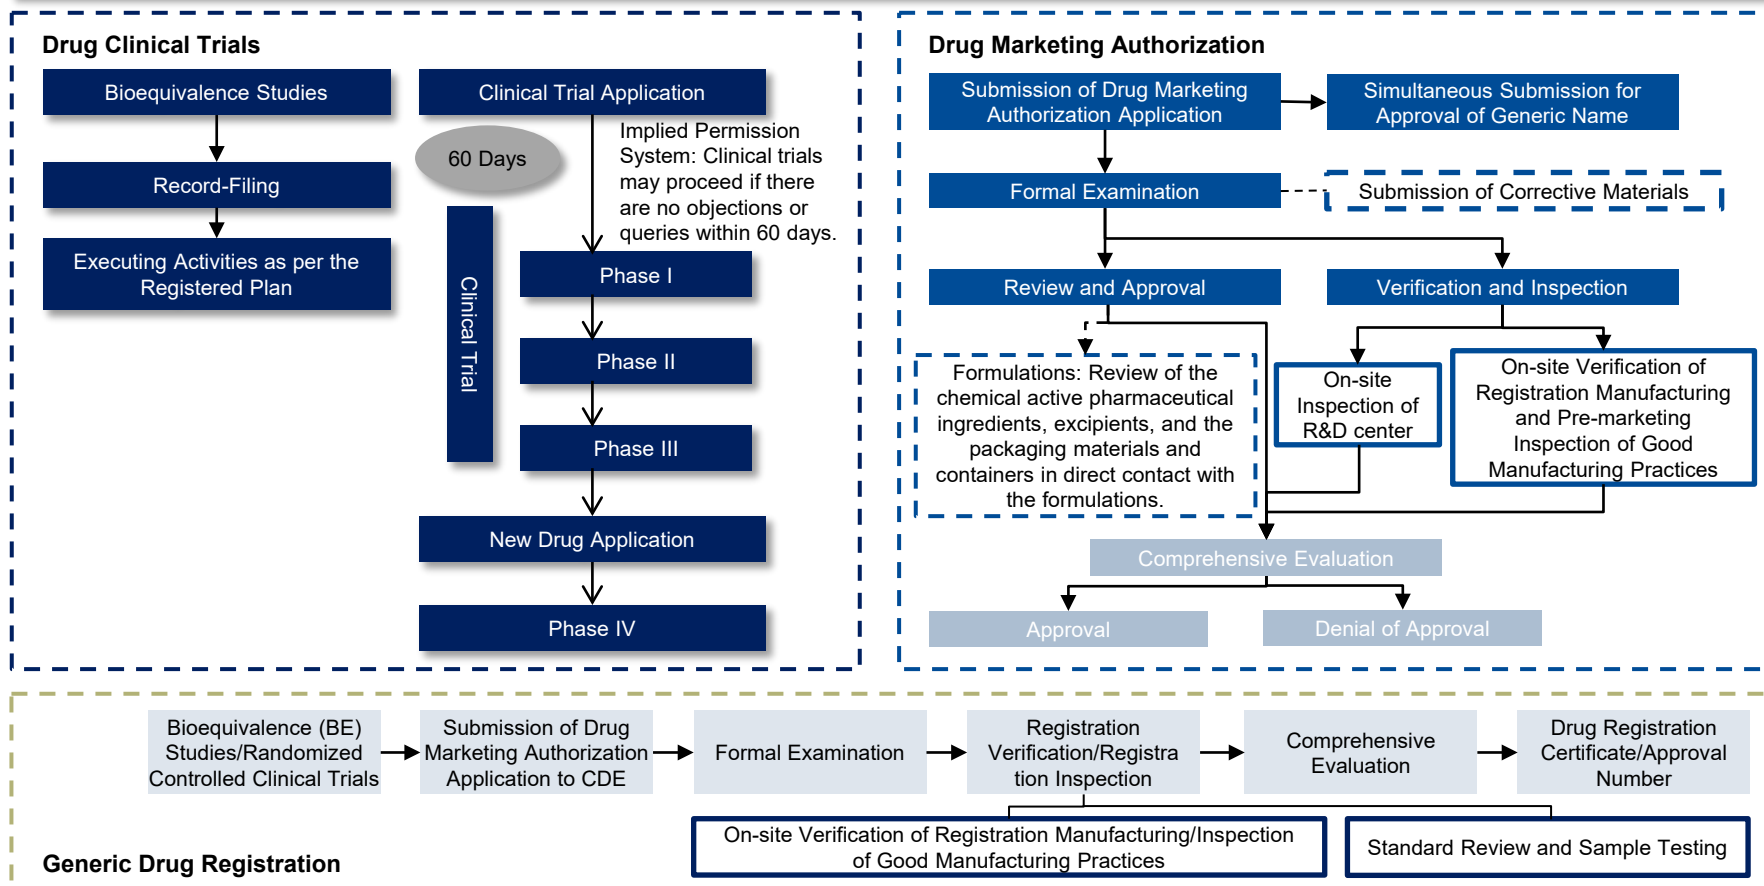 Drug Clinical Trials
Bioequivalence Studies
Record-Filing
Executing Activities as per the
Registered Plan
Clinical Trial Application
60 Days
Implied Permission
System: Clinical trials
may proceed if there
are no objections or
queries within 60 days.
Clinical Trial
Phase I
Phase II
Phase III
New Drug Application
Phase IV
Drug Marketing Authorization
Submission of Drug Marketing
Authorization Application
Simultaneous Submission for
Approval of Generic Name
Formal Examination
Submission of Corrective Materials
Review and Approval
Verification and Inspection
Formulations: Review of the
chemical active pharmaceutical
ingredients, excipients, and the
packaging materials and
containers in direct contact with
the formulations.
On-site
Inspection of
R&D center
On-site Verification of
Registration Manufacturing
and Pre-marketing
Inspection of Good
Manufacturing Practices
Comprehensive Evaluation
Approval
Denial of Approval
Bioequivalence (BE)
Studies/Randomized
Controlled Clinical Trials
Submission of Drug
Marketing Authorization
Application to CDE
Formal Examination
Registration
Verification/Registra
tion Inspection
Comprehensive
Evaluation
Drug Registration
Certificate/Approval
Number
On-site Verification of Registration Manufacturing/Inspection
of Good Manufacturing Practices
Standard Review and Sample Testing
Generic Drug Registration